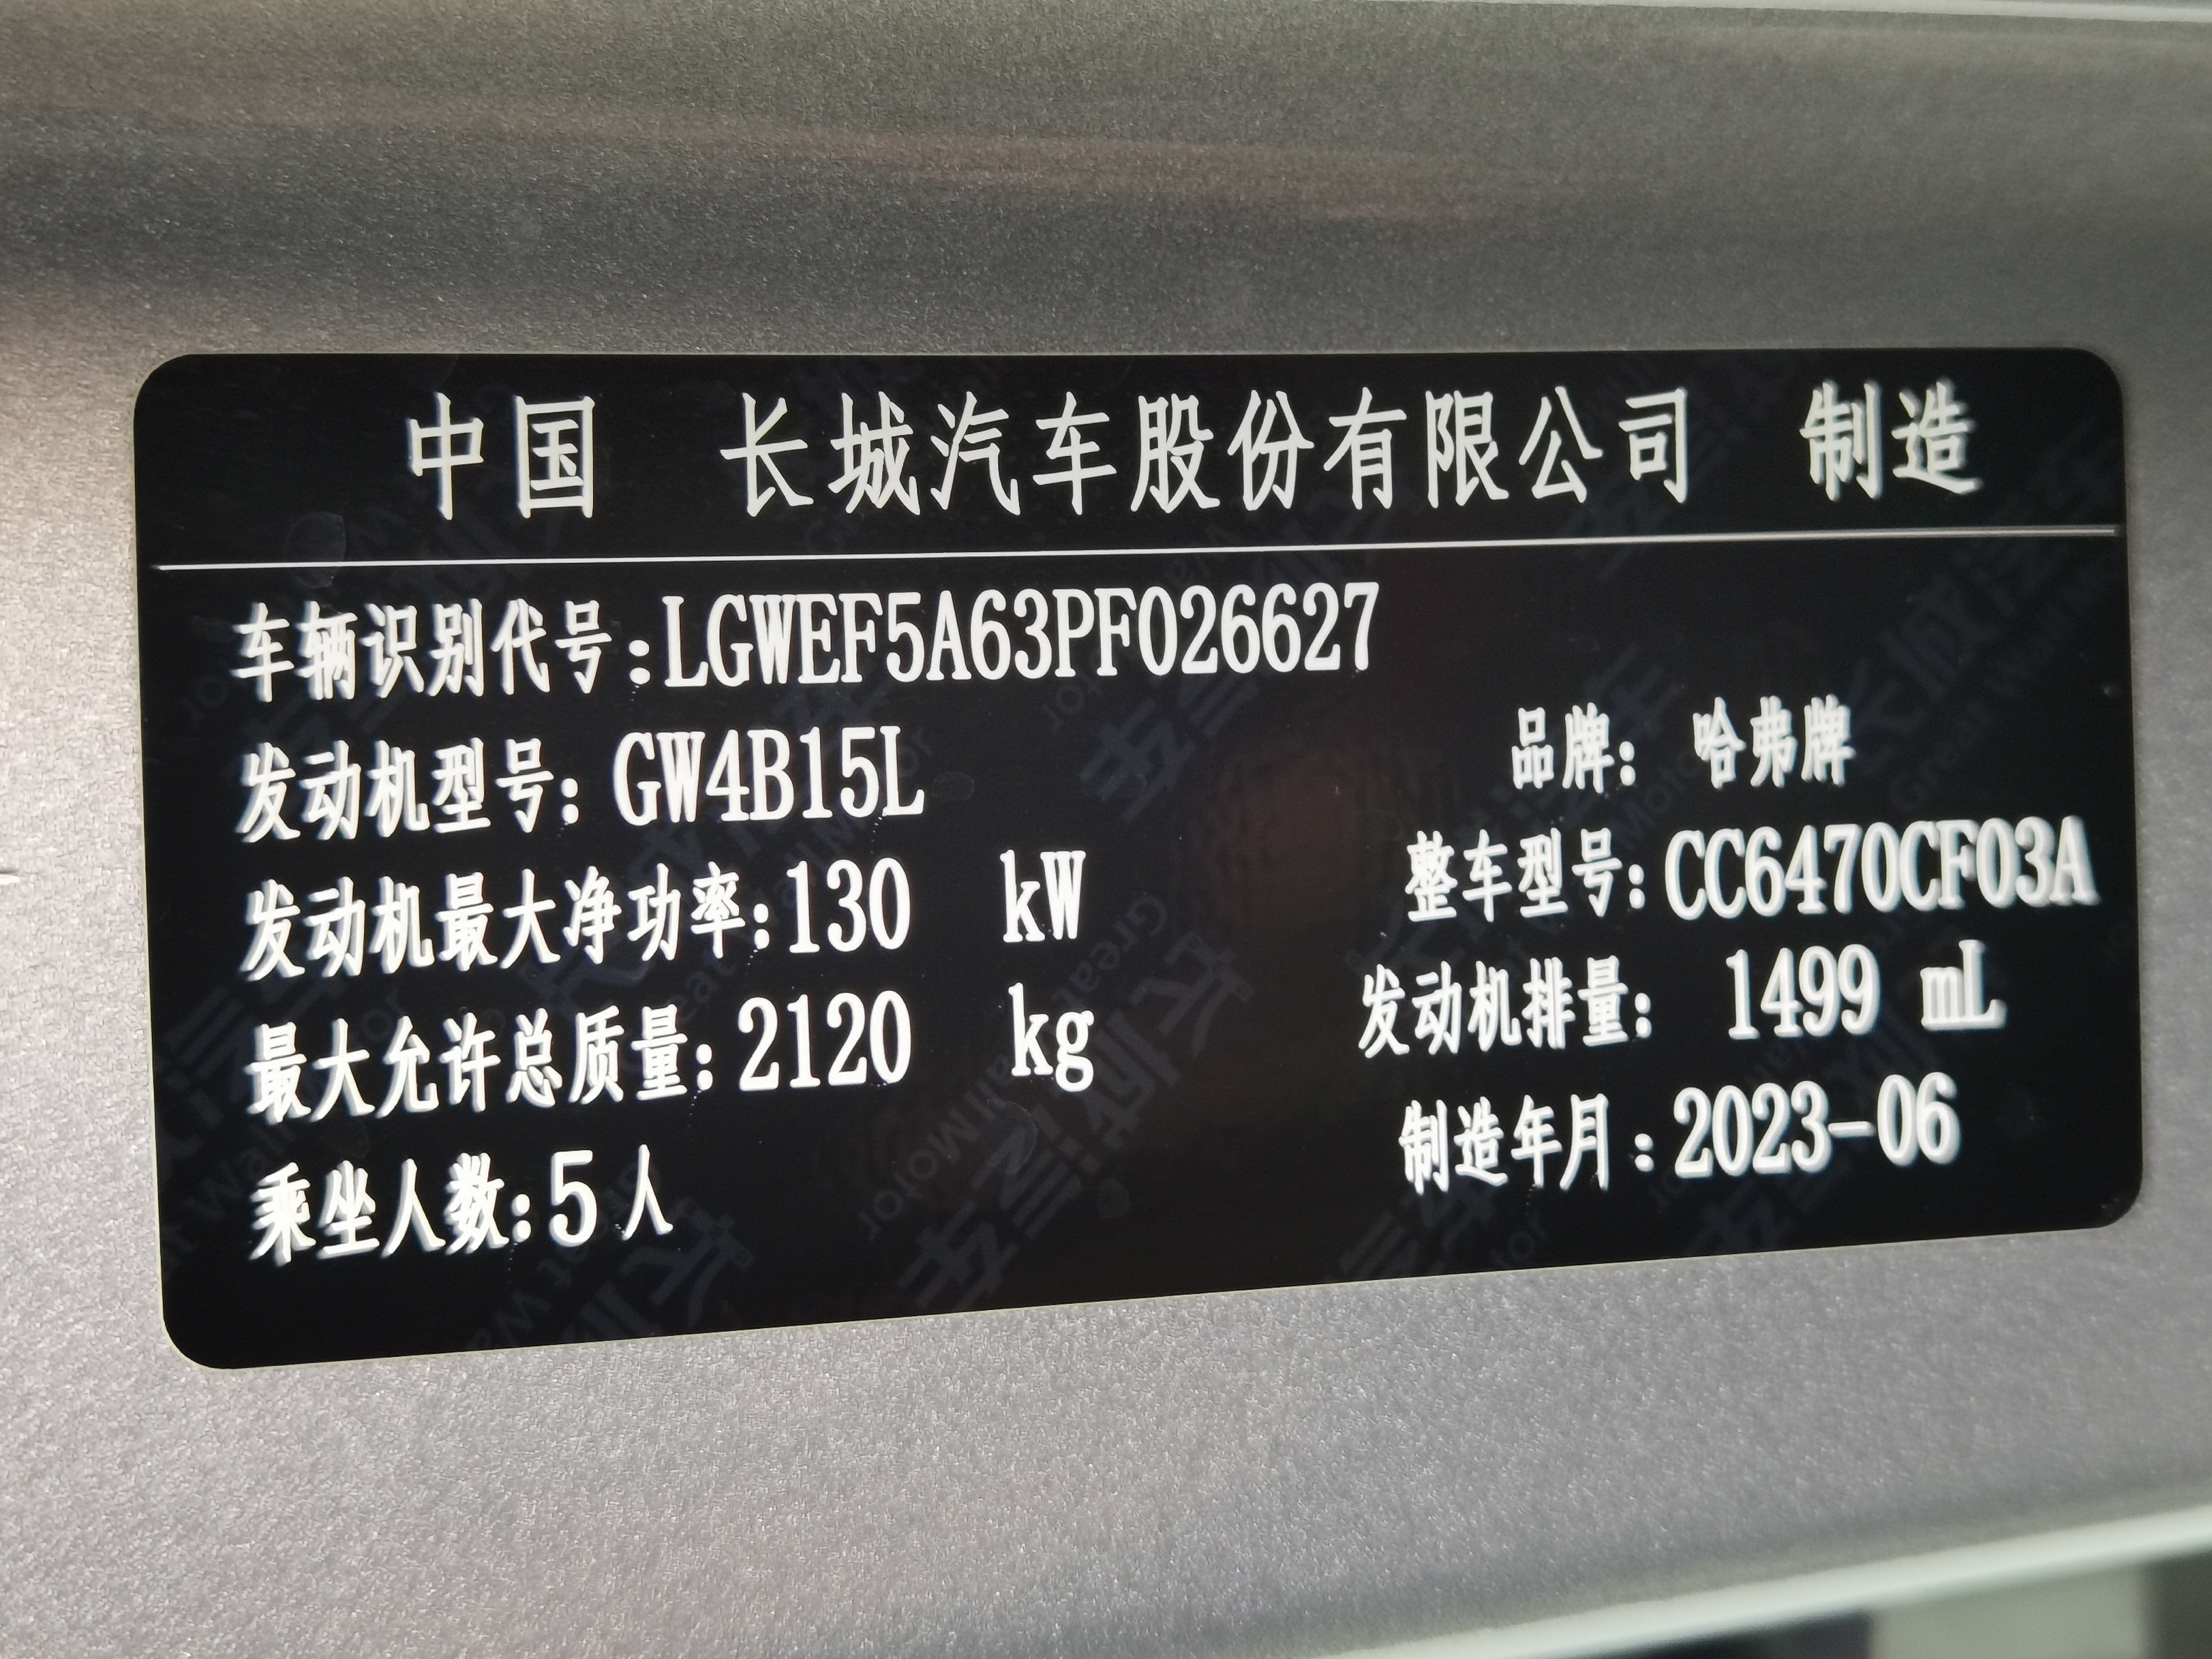 中国 长城汽车股份有限公司 制造
车辆识别代号:LGWEF5A63PF026627
发动机型号: GW4B15L
品牌: 哈弗牌
发动机最大净功率:130 kW
整车型号:CC6470CF03A
最大允许总质量:2120 kg
发动机排量: 1499 mL
乘坐人数:5人
制造年月:2023-06